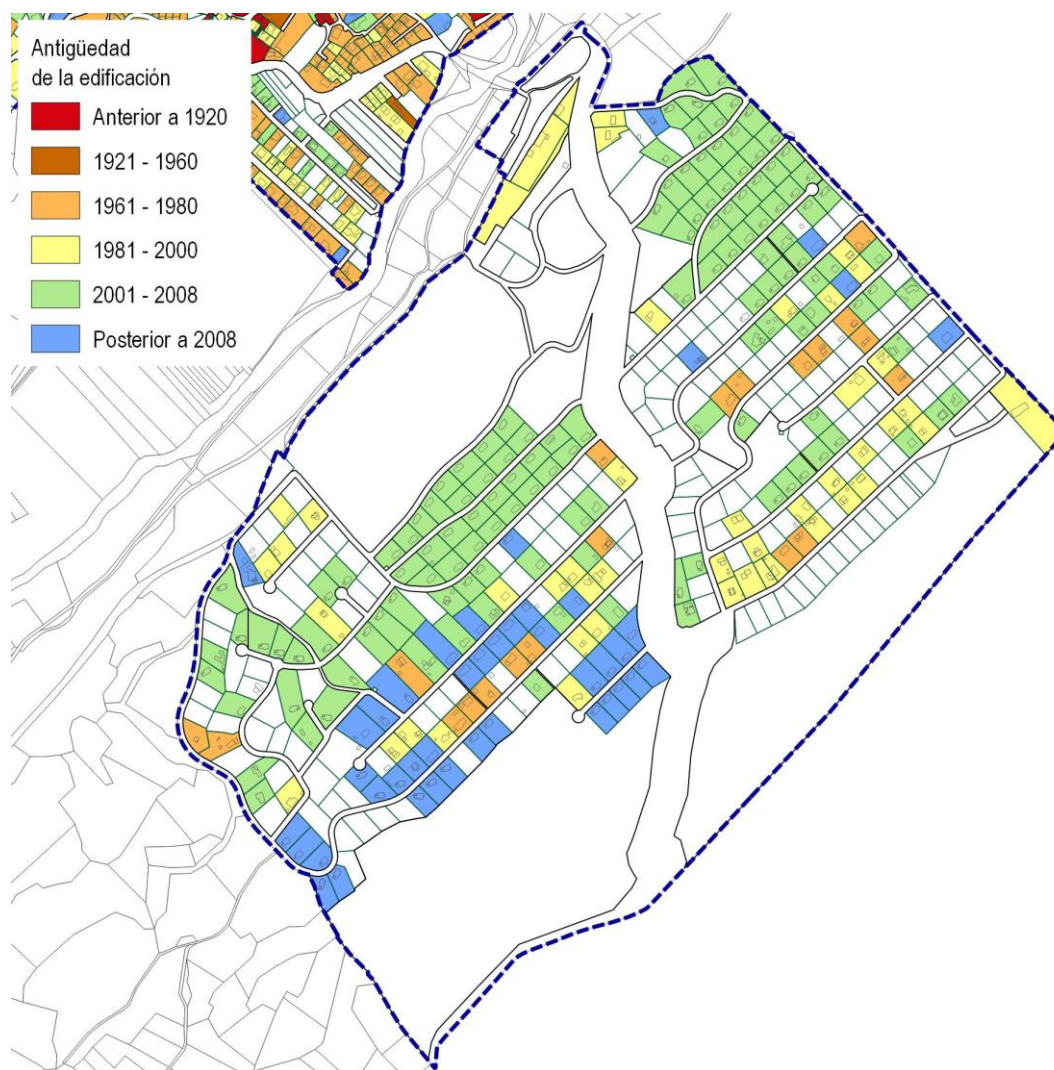 Antigüedad
de la edificación
Anterior a 1920
1921 - 1960
1961 - 1980
1981 - 2000
2001 - 2008
Posterior a 2008